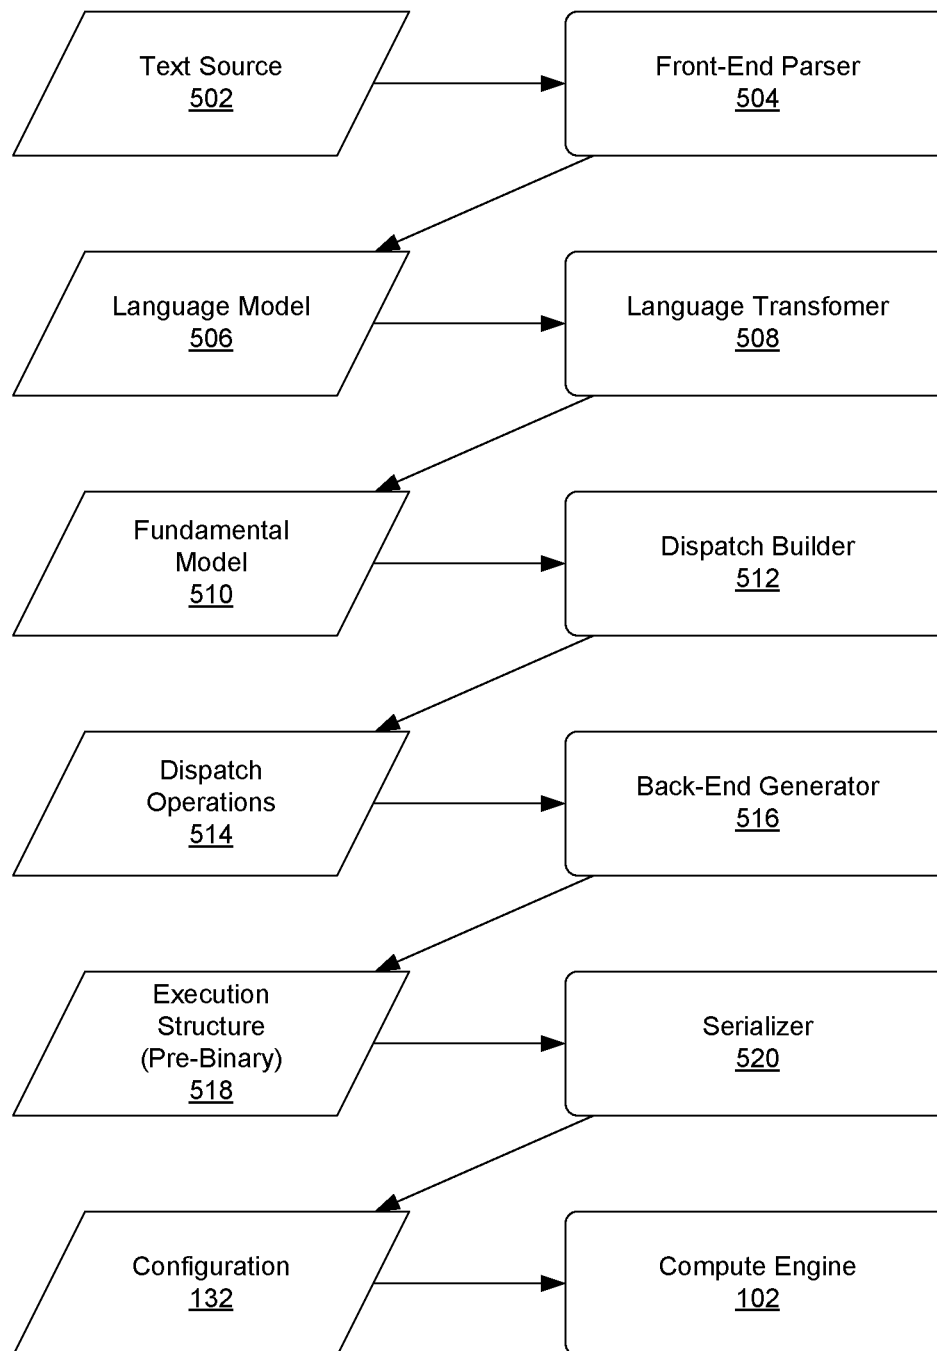 Text Source
502
Front-End Parser
504
Language Model
506
Language Transfomer
508
Fundamental
Model
510
Dispatch Builder
512
Dispatch
Operations
514
Back-End Generator
516
Execution
Structure
(Pre-Binary)
518
Serializer
520
Configuration
132
Compute Engine
102